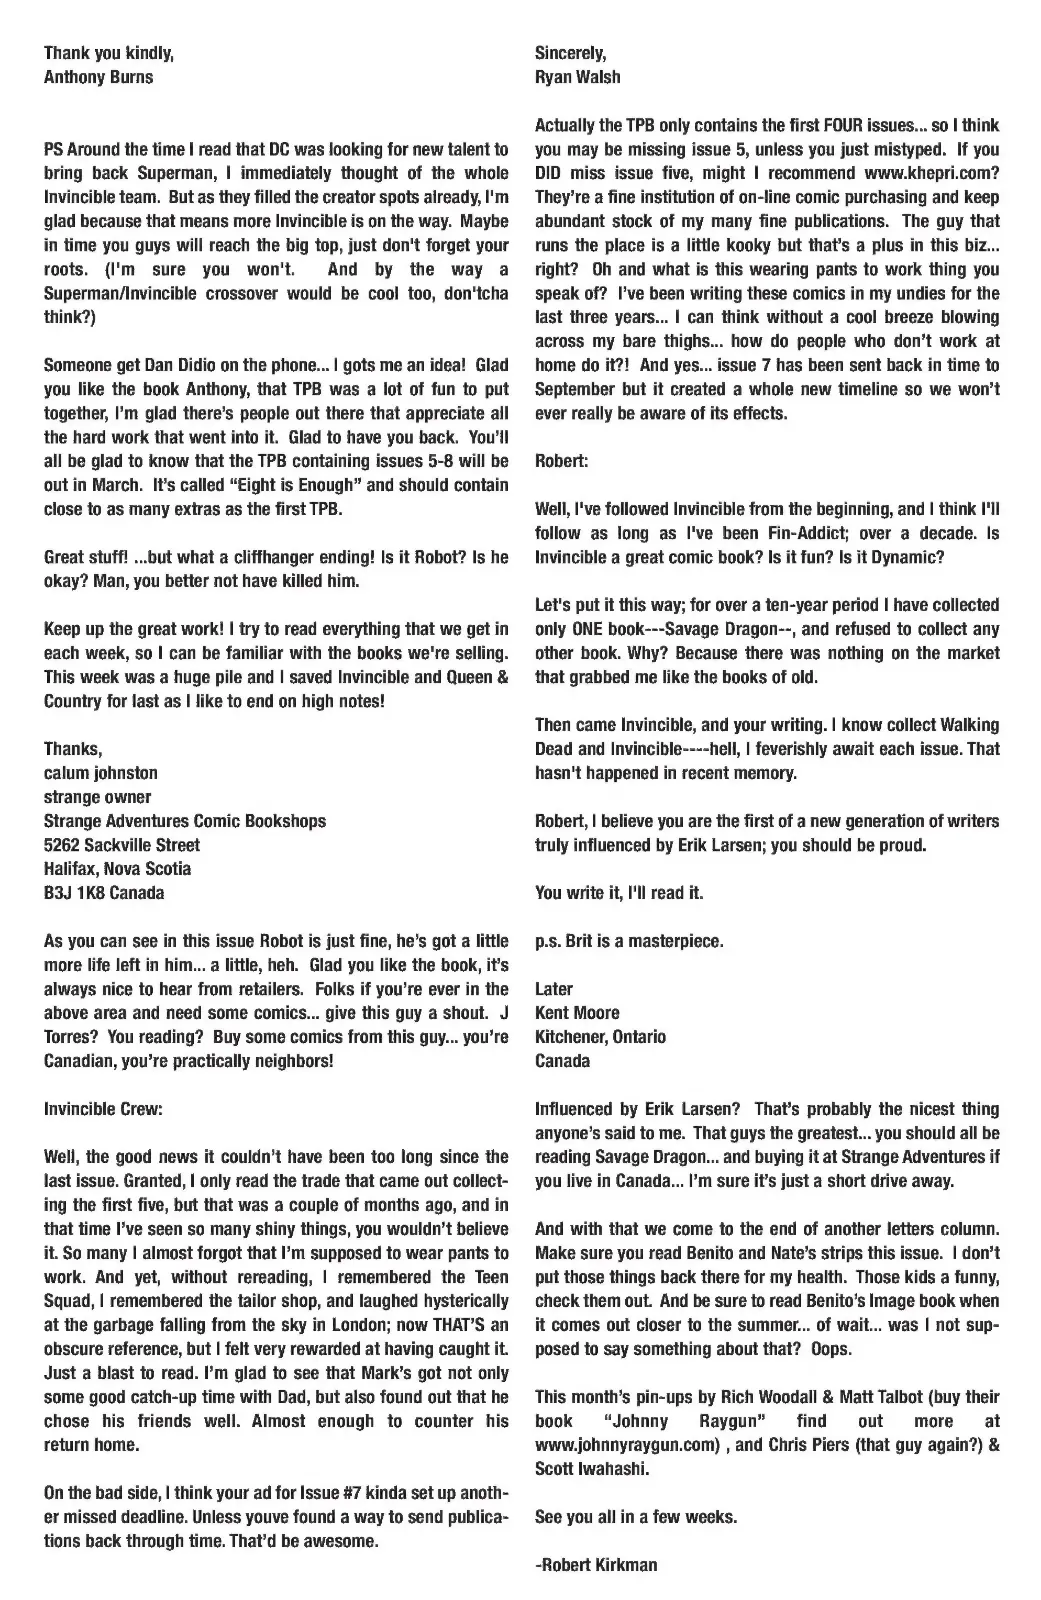 Thank you kindly,
Anthony Burns
PS Around the time I read that DC was looking for new talent to
bring back Superman, I immediately thought of the whole
Invincible team. But as they filled the creator spots already, I'm
glad because that means more Invincible is on the way. Maybe
in time you guys will reach the big top, just don't forget your
roots. (I'm sure you won't. And by the way a
Superman/Invincible crossover would be cool too, don'tcha
think?)
Someone get Dan Didio on the phone... I gots me an idea! Glad
you like the book Anthony, that TPB was a lot of fun to put
together, I'm glad there's people out there that appreciate all
the hard work that went into it. Glad to have you back. You'll
all be glad to know that the TPB containing issues 5-8 will be
out in March. It's called “Eight is Enough” and should contain
close to as many extras as the first TPB.
Great stuff! ...but what a cliffhanger ending! Is it Robot? Is he
okay? Man, you better not have killed him.
Keep up the great work! I try to read everything that we get in
each week, so I can be familiar with the books we're selling.
This week was a huge pile and I saved Invincible and Queen &
Country for last as I like to end on high notes!
Thanks,
calum johnston
strange owner
Strange Adventures Comic Bookshops
5262 Sackville Street
Halifax, Nova Scotia
B3J 1K8 Canada
As you can see in this issue Robot is just fine, he's got a little
more life left in him... a little, heh. Glad you like the book, it's
always nice to hear from retailers. Folks if you're ever in the
above area and need some comics... give this guy a shout. J
Torres? You reading? Buy some comics from this guy... you're
Canadian, you're practically neighbors!
Invincible Crew:
Well, the good news it couldn't have been too long since the
last issue. Granted, I only read the trade that came out collect-
ing the first five, but that was a couple of months ago, and in
that time I've seen so many shiny things, you wouldn't believe
it. So many I almost forgot that I'm supposed to wear pants to
work. And yet, without rereading, I remembered the Teen
Squad, I remembered the tailor shop, and laughed hysterically
at the garbage falling from the sky in London; now THAT'S an
obscure reference, but I felt very rewarded at having caught it.
Just a blast to read. I'm glad to see that Mark's got not only
some good catch-up time with Dad, but also found out that he
chose his friends well. Almost enough to counter his
return home.
On the bad side, I think your ad for Issue #7 kinda set up anoth-
er missed deadline. Unless youve found a way to send publica-
tions back through time. That'd be awesome.
Sincerely,
Ryan Walsh
Actually the TPB only contains the first FOUR issues... so I think
you may be missing issue 5, unless you just mistyped. If you
DID miss issue five, might I recommend www.khepri.com?
They're a fine institution of on-line comic purchasing and keep
abundant stock of my many fine publications. The guy that
runs the place is a little kooky but that's a plus in this biz...
right? Oh and what is this wearing pants to work thing you
speak of? I've been writing these comics in my undies for the
last three years... I can think without a cool breeze blowing
across my bare thighs... how do people who don't work at
home do it?! And yes... issue 7 has been sent back in time to
September but it created a whole new timeline so we won't
ever really be aware of its effects.
Robert:
Well, I've followed Invincible from the beginning, and I think I'll
follow as long as I've been Fin-Addict; over a decade. Is
Invincible a great comic book? Is it fun? Is it Dynamic?
Let's put it this way; for over a ten-year period I have collected
only ONE book---Savage Dragon--, and refused to collect any
other book. Why? Because there was nothing on the market
that grabbed me like the books of old.
Then came Invincible, and your writing. I know collect Walking
Dead and Invincible----hell, I feverishly await each issue. That
hasn't happened in recent memory.
Robert, I believe you are the first of a new generation of writers
truly influenced by Erik Larsen; you should be proud.
You write it, I'll read it.
p.s. Brit is a masterpiece.
Later
Kent Moore
Kitchener, Ontario
Canada
Influenced by Erik Larsen? That's probably the nicest thing
anyone's said to me. That guys the greatest... you should all be
reading Savage Dragon... and buying it at Strange Adventures if
you live in Canada... I'm sure it's just a short drive away.
And with that we come to the end of another letters column.
Make sure you read Benito and Nate's strips this issue. I don't
put those things back there for my health. Those kids a funny,
check them out. And be sure to read Benito's Image book when
it comes out closer to the summer... of wait... was I not sup-
posed to say something about that? Oops.
This month's pin-ups by Rich Woodall & Matt Talbot (buy their
book “Johnny Raygun” find out more at
www.johnnyraygun.com) , and Chris Piers (that guy again?) &
Scott Iwahashi.
See you all in a few weeks.
-Robert Kirkman